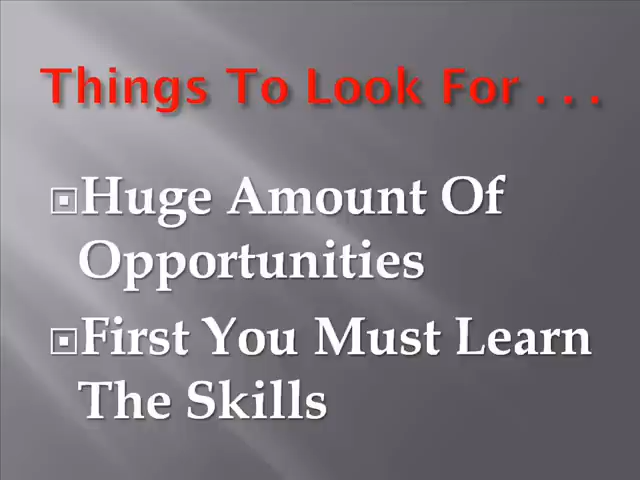 Things To Look For . . .
Huge Amount Of
Opportunities
First You Must Learn
The Skills